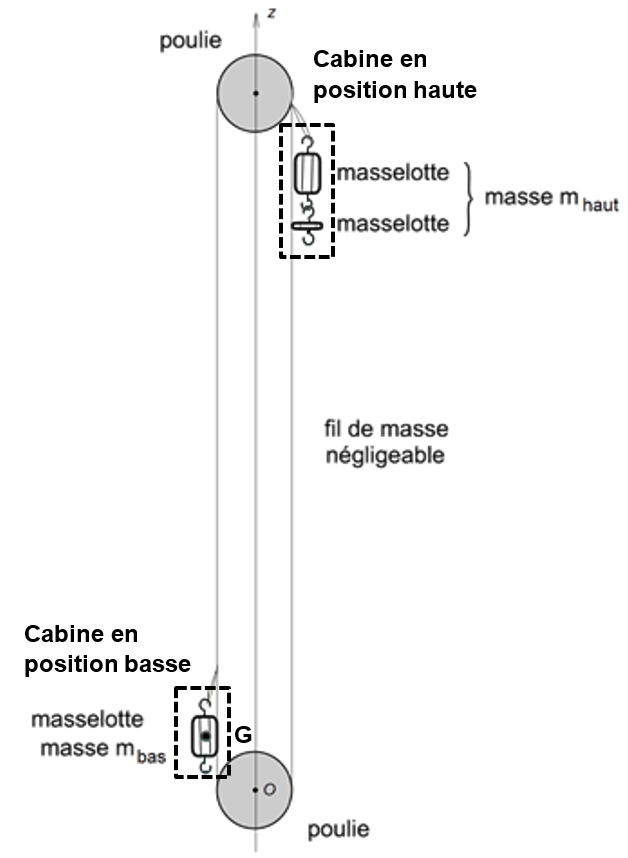 z
poulie
Cabine en
position haute
masselotte
masselotte
masse m haut
fil de masse
négligeable
Cabine en
position basse
masselotte
masse m bas
G
O
poulie